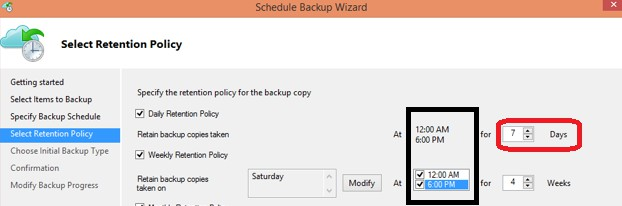 Schedule Backup Wizard
Select Retention Policy
Getting started
Select Items to Backup
Specify Backup Schedule
Select Retention Policy
Choose Initial Backup Type
Confirmation
Modify Backup Progress
Specify the retention policy for the backup copy
Daily Retention Policy
Retain backup copies taken At 12:00 AM for 7 Days
6:00 PM
Weekly Retention Policy
Retain backup copies taken on Saturday Modify At 12:00 AM for 4 Weeks
6:00 PM